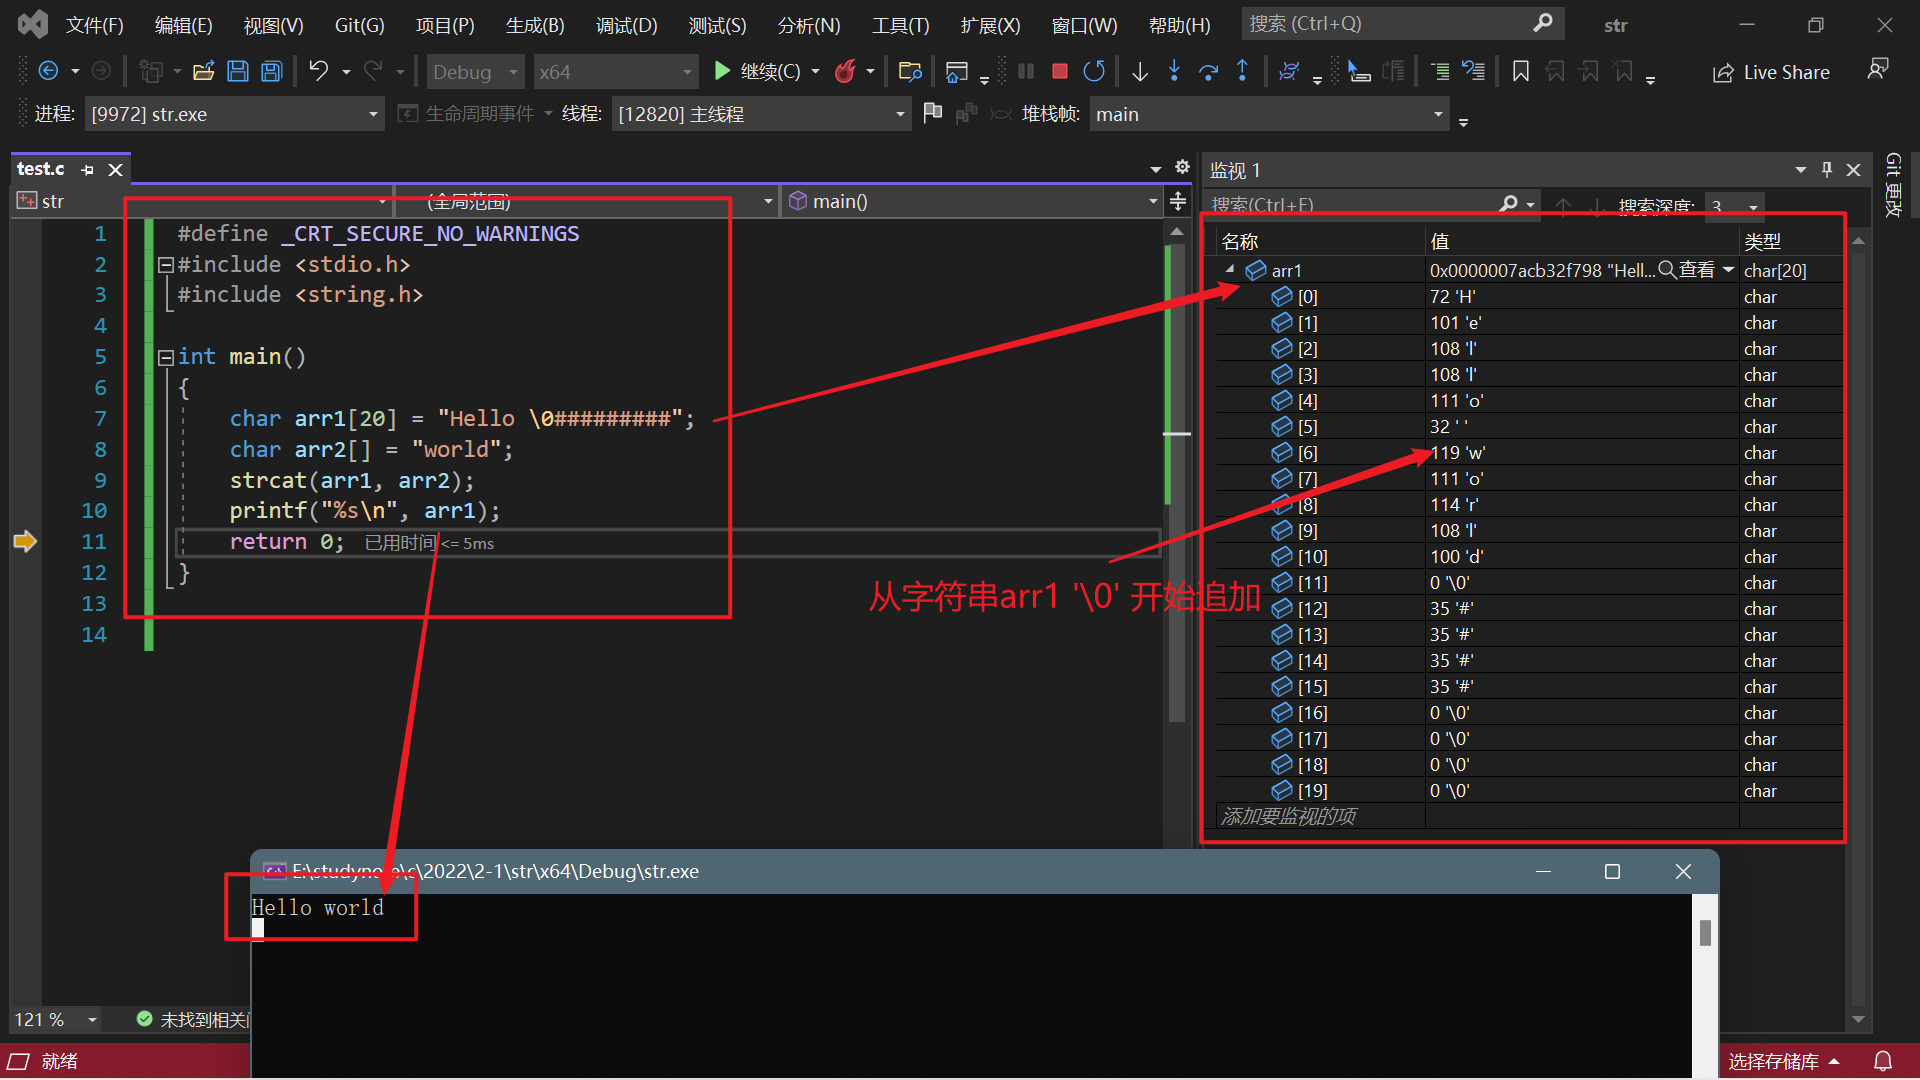 文件(F) 编辑(E) 视图(V) Git(G) 项目(P) 生成(B) 调试(D) 测试(S) 分析(N) 工具(T) 扩展(X) 窗口(W) 帮助(H) 搜索 (Ctrl+Q) str
Debug x64 继续(C) Live Share
进程: [9972] str.exe 生命周期事件 线程: [12820] 主线程 堆栈帧: main
test.c
str (全局范围) main()
1 #define _CRT_SECURE_NO_WARNINGS
2 #include <stdio.h>
3 #include <string.h>
4
5 int main()
6 {
7 char arr1[20] = "Hello \0#########";
8 char arr2[] = "world";
9 strcat(arr1, arr2);
10 printf("%s\n", arr1);
11 return 0; 已用时间 <= 5ms
12 }
13
14
从字符串arr1 '\0' 开始追加
监视 1
搜索(Ctrl+E) 搜索深度: 3
名称 值 类型
arr1 0x0000007acb32f798 "Hell... 查看 char[20]
[0] 72 'H' char
[1] 101 'e' char
[2] 108 'l' char
[3] 108 'l' char
[4] 111 'o' char
[5] 32 ' ' char
[6] 119 'w' char
[7] 111 'o' char
[8] 114 'r' char
[9] 108 'l' char
[10] 100 'd' char
[11] 0 '\0' char
[12] 35 '#' char
[13] 35 '#' char
[14] 35 '#' char
[15] 35 '#' char
[16] 0 '\0' char
[17] 0 '\0' char
[18] 0 '\0' char
[19] 0 '\0' char
添加要监视的项
Git 更改
E:\studynote\c\2022\2-1\str\x64\Debug\str.exe
Hello world
121 % 未找到相关
就绪 选择存储库